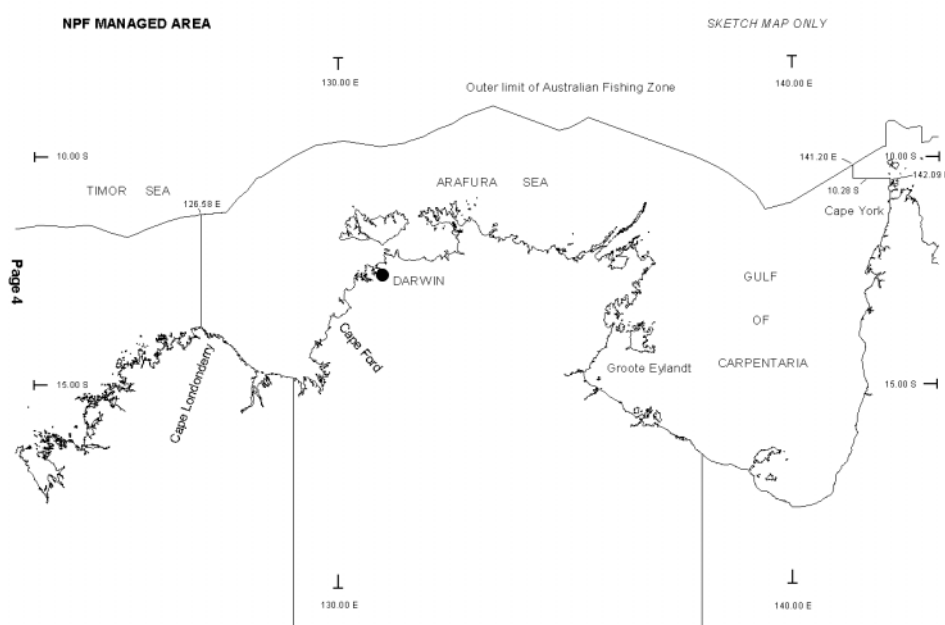 NPF MANAGED AREA
SKETCH MAP ONLY
130.00 E
140.00 E
Outer limit of Australian Fishing Zone
10.00 S
141.20 E
10.00 S
142.09 E
10.28 S
TIMOR SEA
ARAFURA SEA
126.58 E
Cape York
Page 4
DARWIN
GULF
OF
CARPENTARIA
Cape Londonderry
Cape Ford
Groote Eylandt
15.00 S
15.00 S
130.00 E
140.00 E